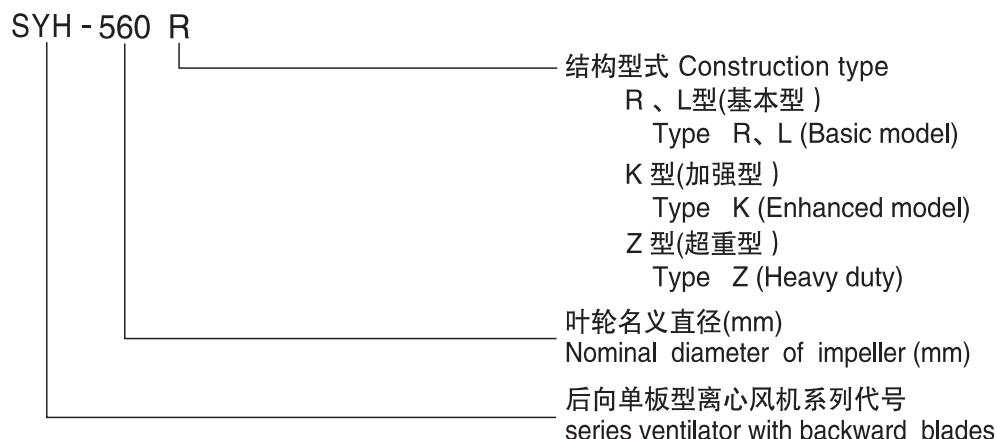 SYH - 560 R
结构型式 Construction type
R 、L型(基本型 )
Type R、L (Basic model)
K 型(加强型 )
Type K (Enhanced model)
Z 型(超重型 )
Type Z (Heavy duty)
叶轮名义直径(mm)
Nominal diameter of impeller (mm)
后向单板型离心风机系列代号
series ventilator with backward blades